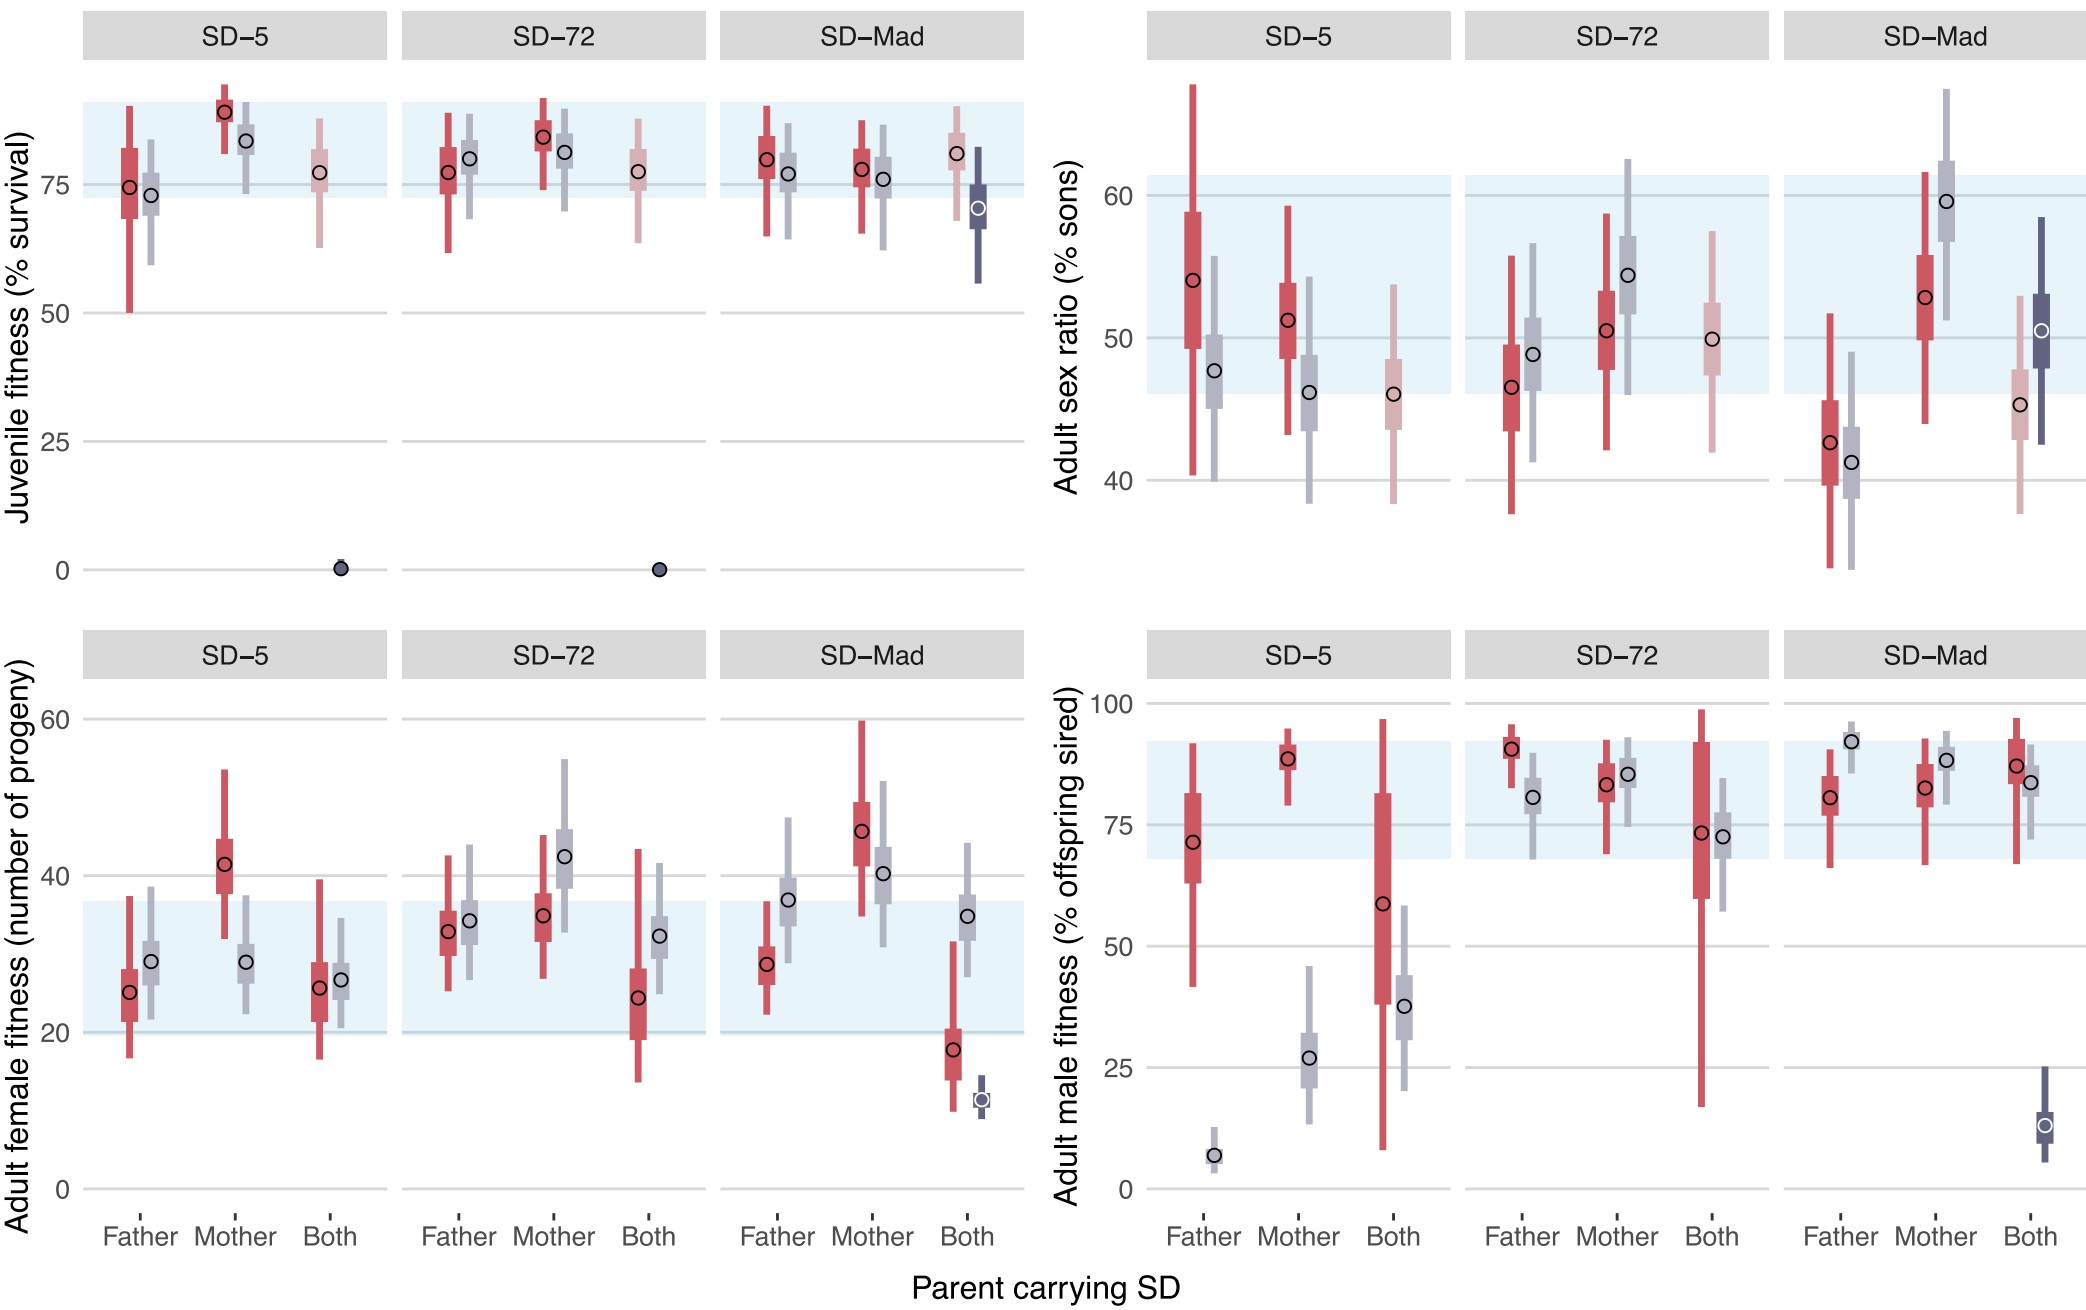 SD–5 SD–72 SD–Mad
Juvenile fitness (% survival)
75
50
25
0
SD–5 SD–72 SD–Mad
Adult sex ratio (% sons)
60
50
40
SD–5 SD–72 SD–Mad
Adult female fitness (number of progeny)
60
40
20
0
Father Mother Both Father Mother Both Father Mother Both
SD–5 SD–72 SD–Mad
Adult male fitness (% offspring sired)
100
75
50
25
0
Father Mother Both Father Mother Both Father Mother Both
Parent carrying SD